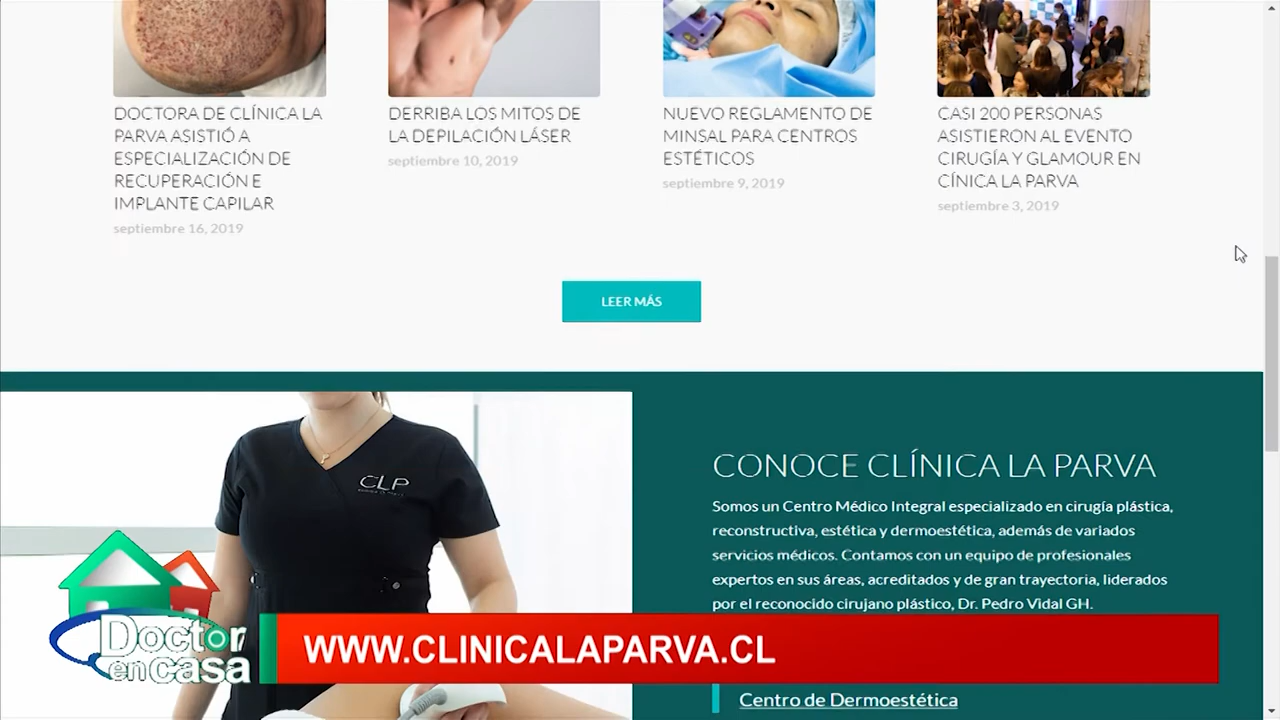 DOCTORA DE CLÍNICA LA
PARVA ASISTIÓ A
ESPECIALIZACIÓN DE
RECUPERACIÓN E
IMPLANTE CAPILAR
septiembre 16, 2019
DERRIBA LOS MITOS DE
LA DEPILACIÓN LÁSER
septiembre 10, 2019
NUEVO REGLAMENTO DE
MINSAL PARA CENTROS
ESTÉTICOS
septiembre 9, 2019
CASI 200 PERSONAS
ASISTIERON AL EVENTO
CIRUGÍA Y GLAMOUR EN
CÍNICA LA PARVA
septiembre 3, 2019
LEER MÁS
CLP
CONOCE CLÍNICA LA PARVA
Somos un Centro Médico Integral especializado en cirugía plástica,
reconstructiva, estética y dermoestética, además de variados
servicios médicos. Contamos con un equipo de profesionales
expertos en sus áreas, acreditados y de gran trayectoria, liderados
por el reconocido cirujano plástico, Dr. Pedro Vidal GH.
Doctor
en casa
WWW.CLINICALAPARVA.CL
Centro de Dermoestética